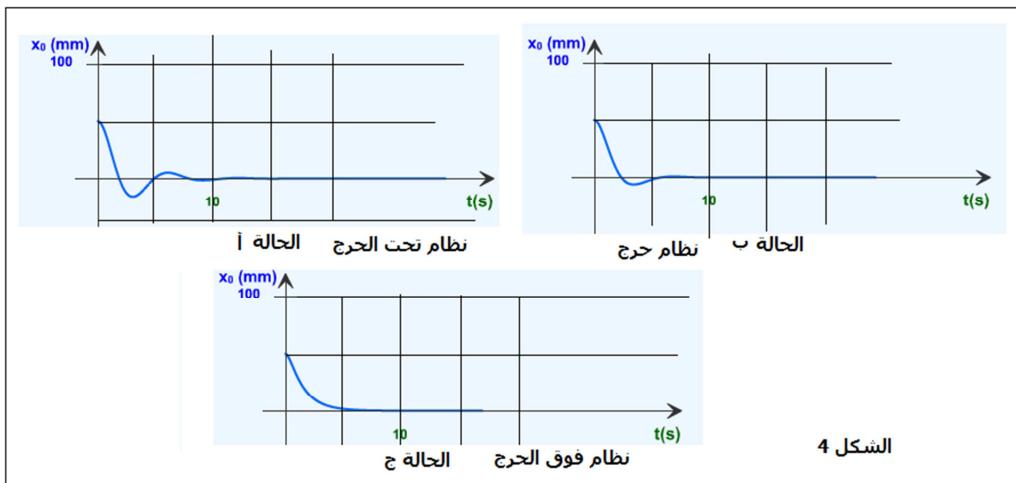 x₀ (mm)
100
10
t(s)
الحالة أ نظام تحت الحرج
x₀ (mm)
100
10
t(s)
نظام حرج الحالة ب
x₀ (mm)
100
10
t(s)
الحالة ج نظام فوق الحرج
الشكل 4